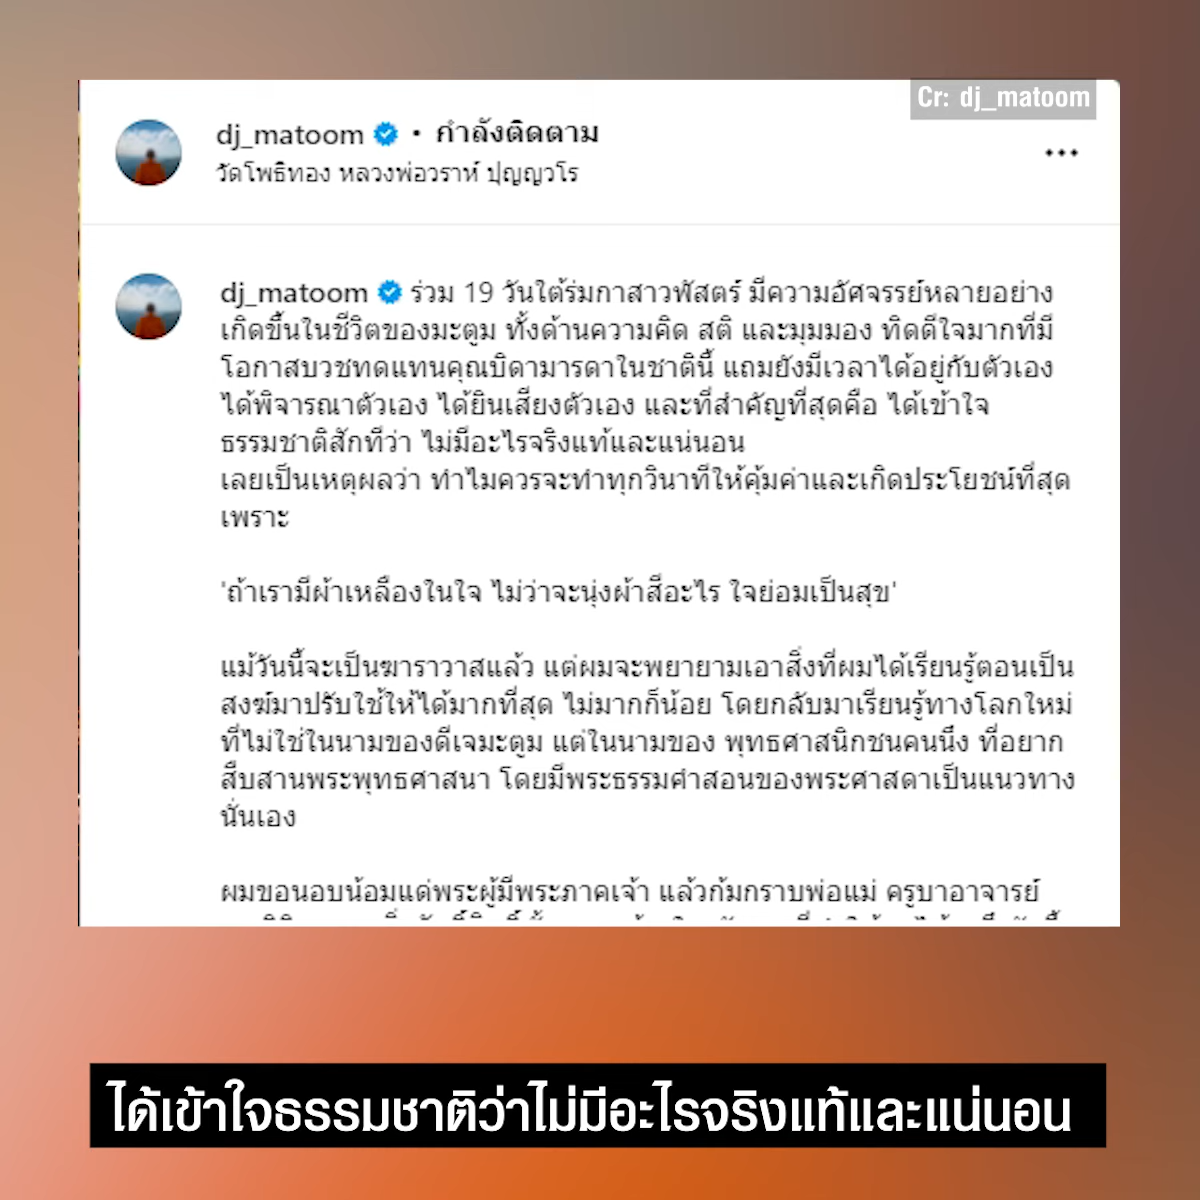 Cr: dj_matoom
dj_matoom • กำลังติดตาม
วัดโพธิทอง หลวงพ่อวราห์ ปุญญวโร
dj_matoom ร่วม 19 วันใต้ร่มกาสาวพัสตร์ มีความอัศจรรย์หลายอย่าง
เกิดขึ้นในชีวิตของมะตูม ทั้งด้านความคิด สติ และมุมมอง ทิดดีใจมากที่มี
โอกาสบวชทดแทนคุณบิดามารดาในชาตินี้ แถมยังมีเวลาได้อยู่กับตัวเอง
ได้พิจารณาตัวเอง ได้ยินเสียงตัวเอง และที่สำคัญที่สุดคือ ได้เข้าใจ
ธรรมชาติสักทีว่า ไม่มีอะไรจริงแท้และแน่นอน
เลยเป็นเหตุผลว่า ทำไมควรจะทำทุกวินาทีให้คุ้มค่าและเกิดประโยชน์ที่สุด
เพราะ
'ถ้าเรามีผ้าเหลืองในใจ ไม่ว่าจะนุ่งผ้าสีอะไร ใจย่อมเป็นสุข'
แม้วันนี้จะเป็นฆาราวาสแล้ว แต่ผมจะพยายามเอาสิ่งที่ผมได้เรียนรู้ตอนเป็น
สงฆ์มาปรับใช้ให้ได้มากที่สุด ไม่มากก็น้อย โดยกลับมาเรียนรู้ทางโลกใหม่
ที่ไม่ใช่ในนามของดีเจมะตูม แต่ในนามของ พุทธศาสนิกชนคนนึง ที่อยาก
สืบสานพระพุทธศาสนา โดยมีพระธรรมคำสอนของพระศาสดาเป็นแนวทาง
นั่นเอง
ผมขอนอบน้อมแด่พระผู้มีพระภาคเจ้า แล้วก้มกราบพ่อแม่ ครูบาอาจารย์
ได้เข้าใจธรรมชาติว่าไม่มีอะไรจริงแท้และแน่นอน